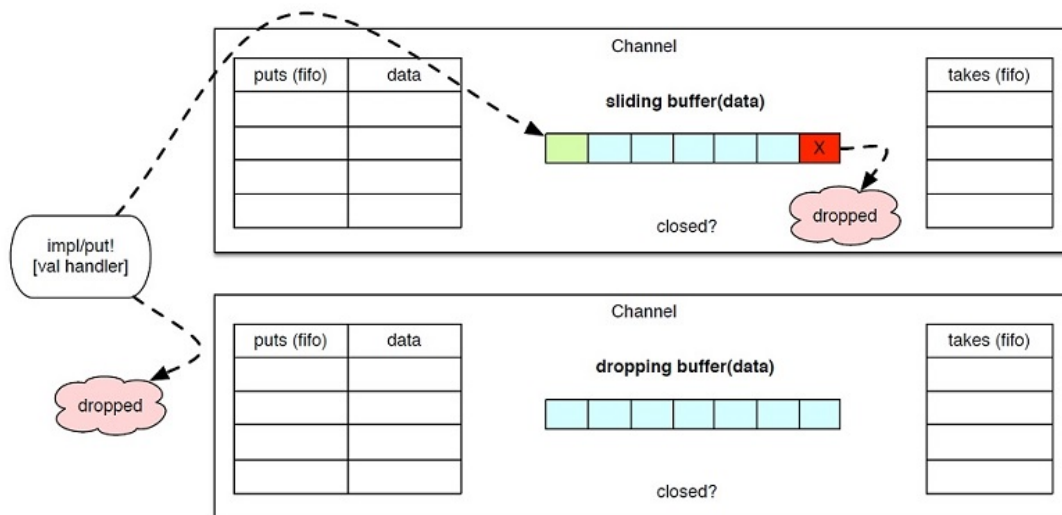 Channel
puts (fifo) data
takes (fifo)
sliding buffer(data)
X
dropped
closed?
impl/put!
[val handler]
dropped
Channel
puts (fifo) data
takes (fifo)
dropping buffer(data)
closed?